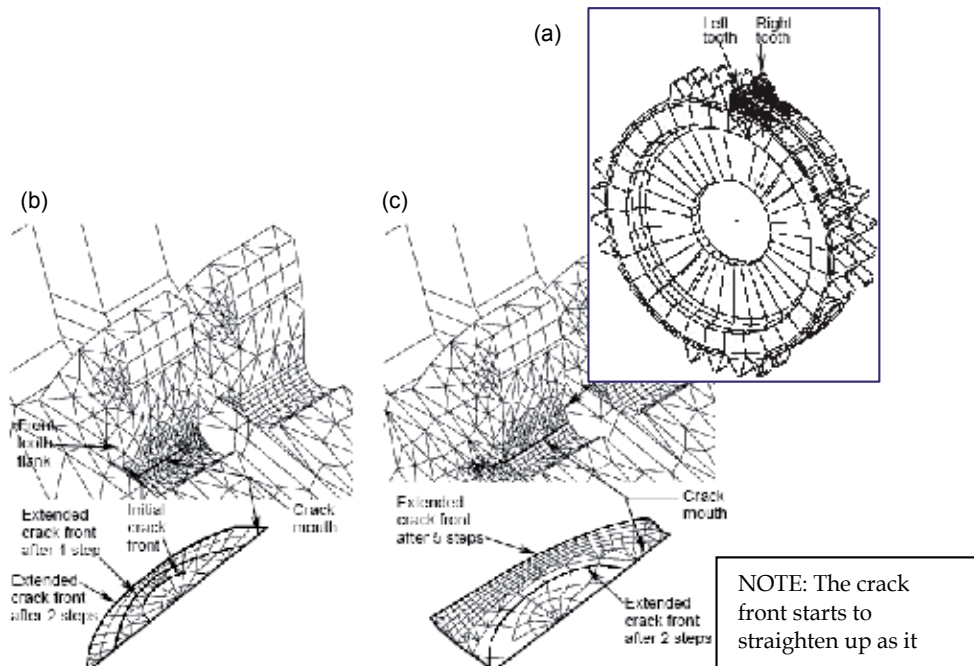 (a)
Left Right
tooth tooth
(b)
(c)
Front
tooth
flank
Extended
crack front
after 1 step
Initial
crack
front
Crack
mouth
Extended
crack front
after 2 steps
Extended
crack front
after 5 steps
Crack
mouth
Extended
crack front
after 2 steps
NOTE: The crack
front starts to
straighten up as it